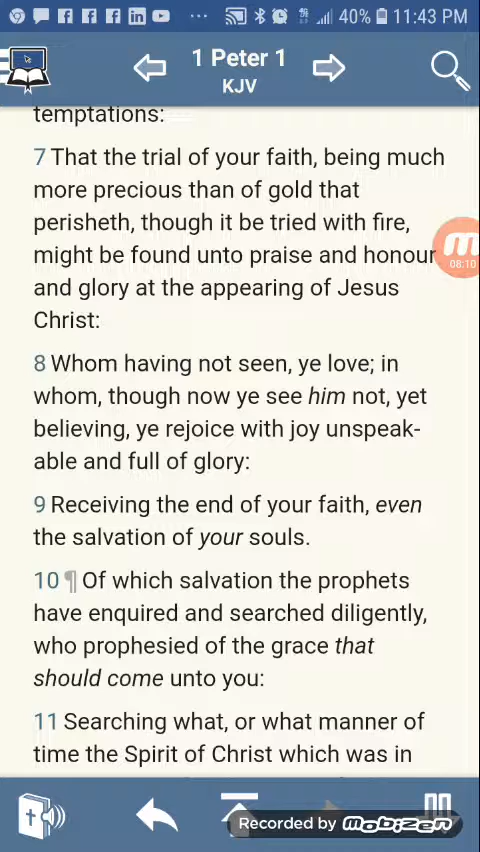 40% 11:43 PM
1 Peter 1
KJV
temptations:
7 That the trial of your faith, being much
more precious than of gold that
perisheth, though it be tried with fire,
might be found unto praise and honour
and glory at the appearing of Jesus
Christ:
08:10
8 Whom having not seen, ye love; in
whom, though now ye see him not, yet
believing, ye rejoice with joy unspeak-
able and full of glory:
9 Receiving the end of your faith, even
the salvation of your souls.
10 ¶ Of which salvation the prophets
have enquired and searched diligently,
who prophesied of the grace that
should come unto you:
11 Searching what, or what manner of
time the Spirit of Christ which was in
Recorded by mobizen